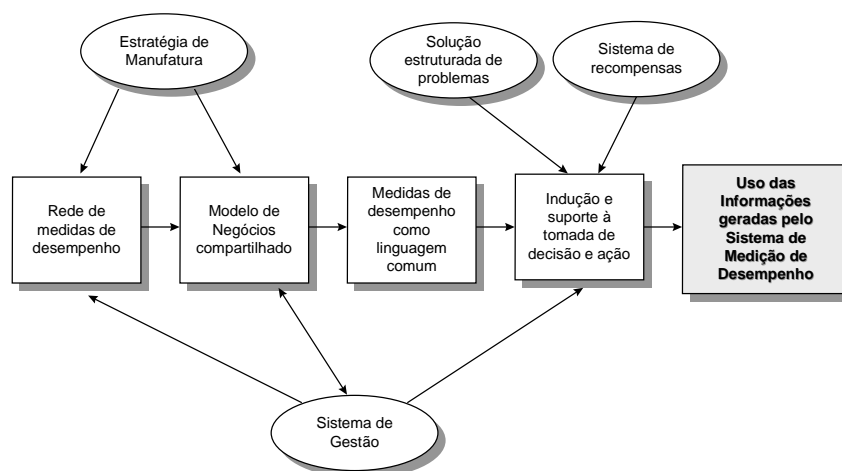 Estratégia de
Manufatura
Solução
estruturada de
problemas
Sistema de
recompensas
Rede de
medidas de
desempenho
Modelo de
Negócios
compartilhado
Medidas de
desempenho
como
linguagem
comum
Indução e
suporte à
tomada de
decisão e ação
Uso das
Informações
geradas pelo
Sistema de
Medição de
Desempenho
Sistema de
Gestão